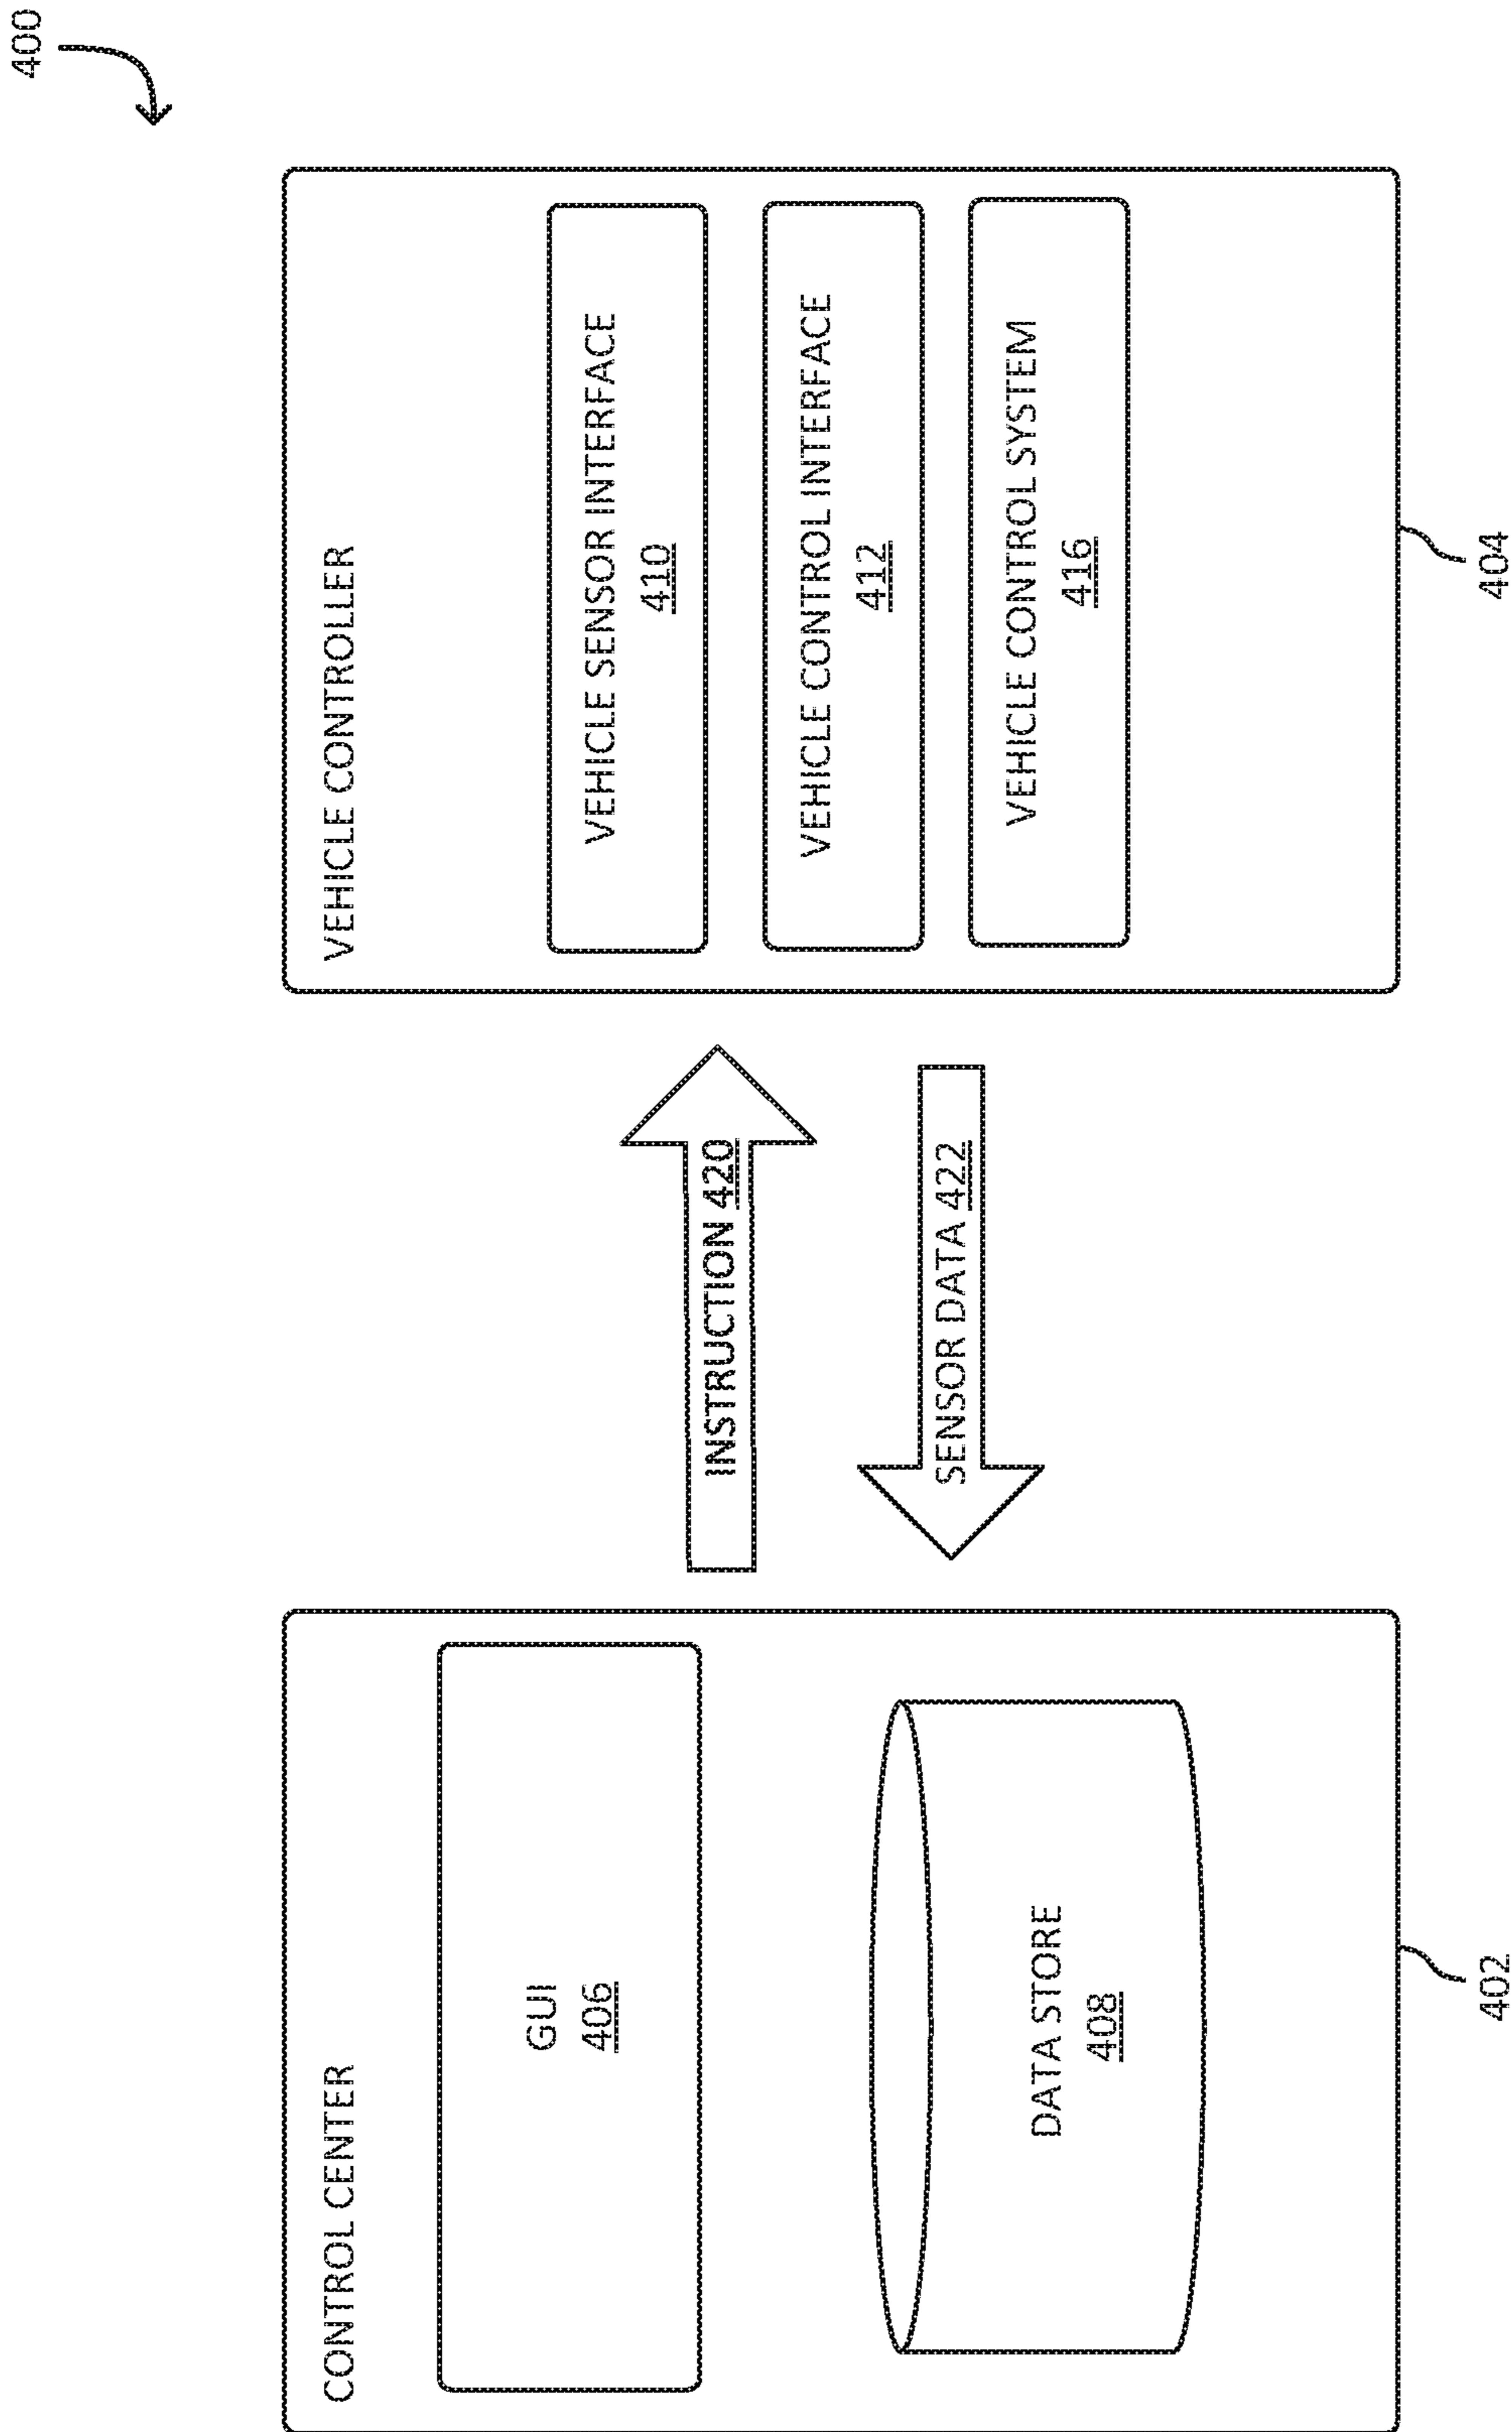 400
CONTROL CENTER
GUI
406
DATA STORE
408
402
INSTRUCTION 420
SENSOR DATA 422
VEHICLE CONTROLLER
VEHICLE SENSOR INTERFACE
410
VEHICLE CONTROL INTERFACE
412
VEHICLE CONTROL SYSTEM
416
404